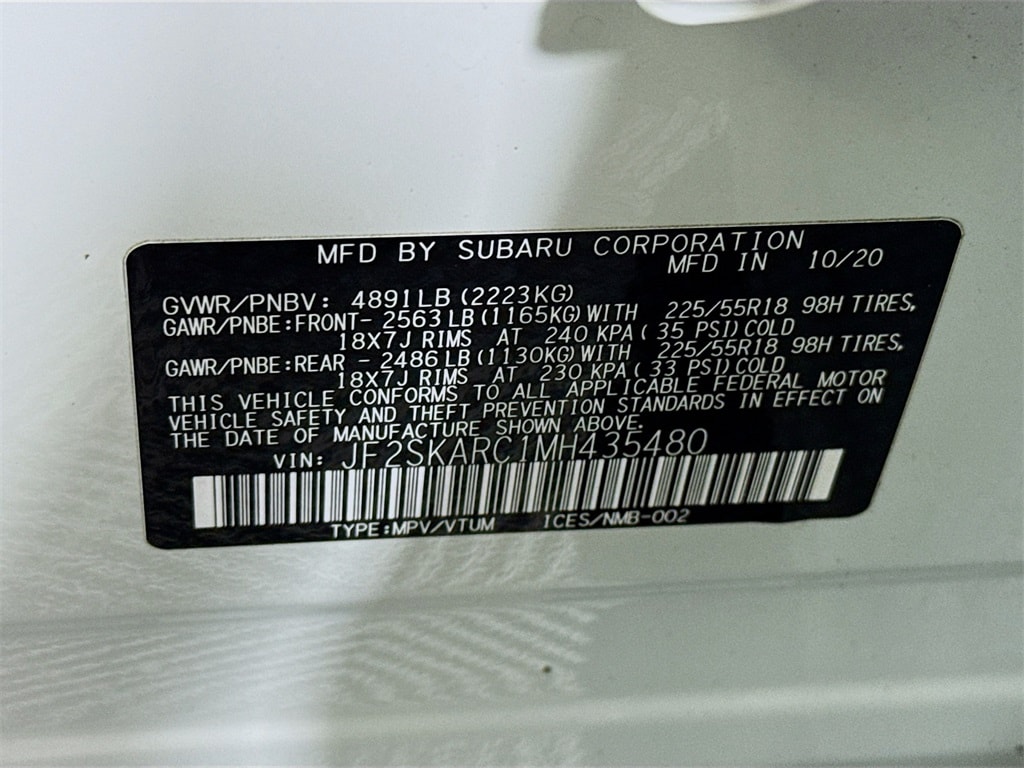 MFD BY SUBARU CORPORATION
MFD IN 10/20
GVWR/PNBV: 4891LB (2223KG)
GAWR/PNBE:FRONT- 2563LB(1165KG)WITH 225/55R18 98H TIRES,
18X7J RIMS AT 240 KPA( 35 PSI)COLD
GAWR/PNBE:REAR - 2486LB(1130KG)WITH 225/55R18 98H TIRES,
18X7J RIMS AT 230 KPA( 33 PSI)COLD
THIS VEHICLE CONFORMS TO ALL APPLICABLE FEDERAL MOTOR
VEHICLE SAFETY AND THEFT PREVENTION STANDARDS IN EFFECT ON
THE DATE OF MANUFACTURE SHOWN ABOVE.
VIN: JF2SKARC1MH435480
TYPE:MPV/VTUM ICES/NMB-002